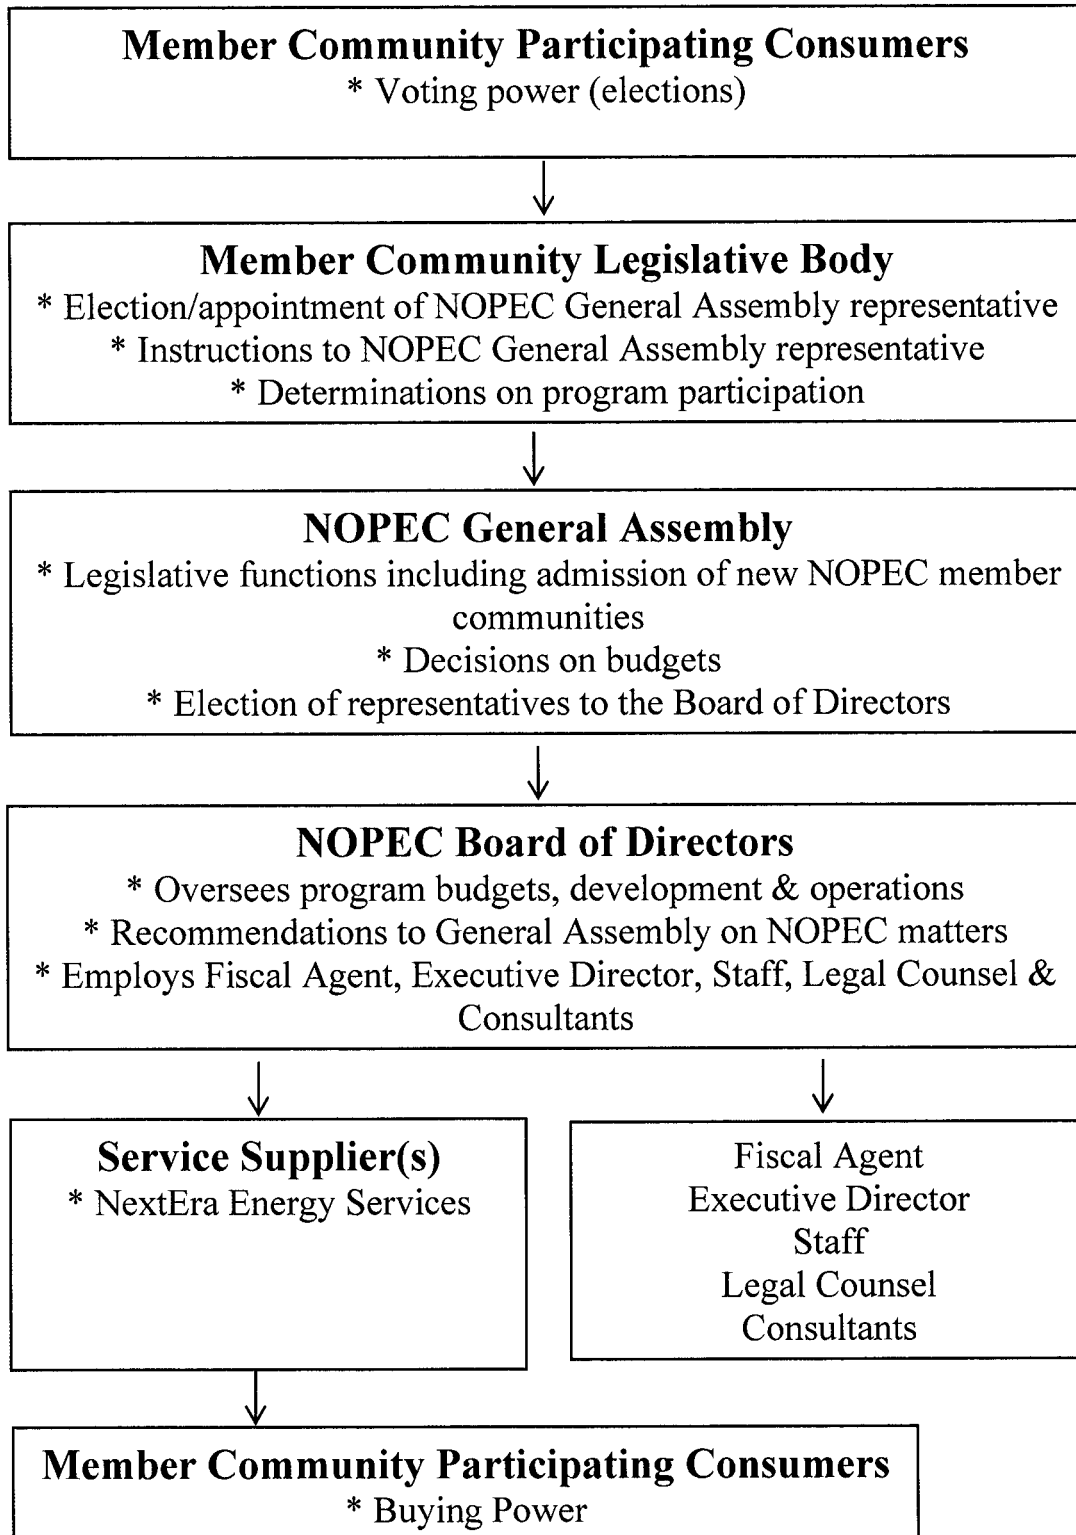 Member Community Participating Consumers
* Voting power (elections)
Member Community Legislative Body
* Election/appointment of NOPEC General Assembly representative
* Instructions to NOPEC General Assembly representative
* Determinations on program participation
NOPEC General Assembly
* Legislative functions including admission of new NOPEC member
communities
* Decisions on budgets
* Election of representatives to the Board of Directors
NOPEC Board of Directors
* Oversees program budgets, development & operations
* Recommendations to General Assembly on NOPEC matters
* Employs Fiscal Agent, Executive Director, Staff, Legal Counsel &
Consultants
Service Supplier(s)
* NextEra Energy Services
Fiscal Agent
Executive Director
Staff
Legal Counsel
Consultants
Member Community Participating Consumers
* Buying Power